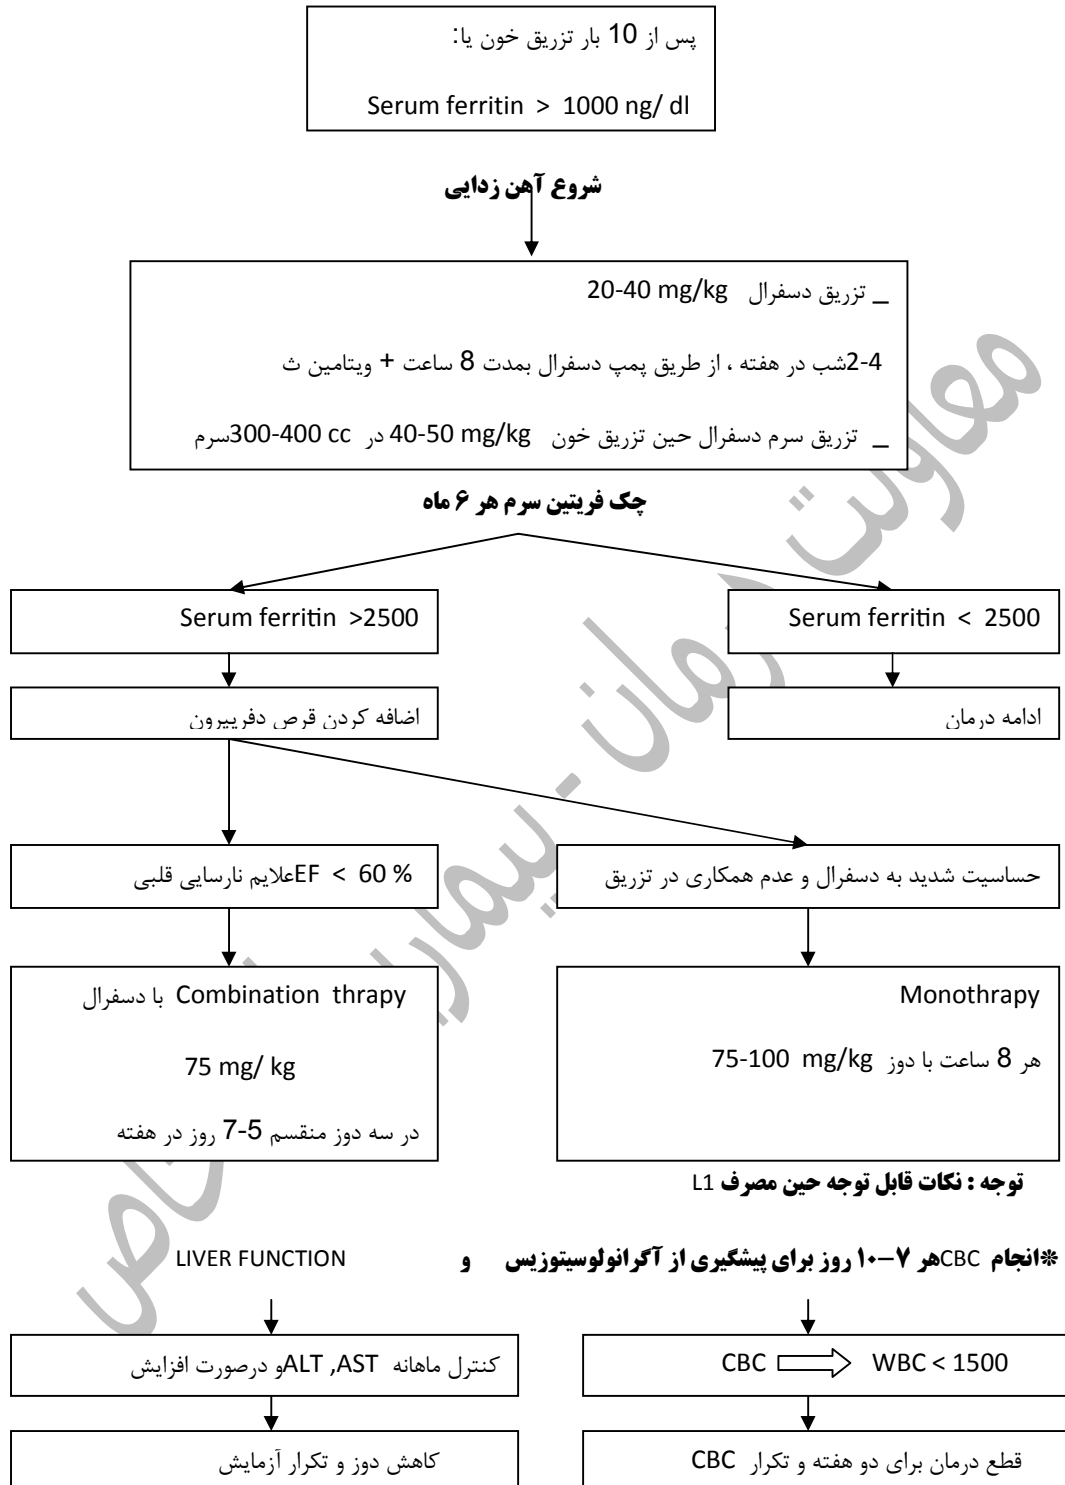 پس از 10 بار تزریق خون یا:
Serum ferritin > 1000 ng/ dl
شروع آهن زدایی
_ تزریق دسفرال 20-40 mg/kg
2-4شب در هفته ، از طریق پمپ دسفرال بمدت 8 ساعت + ویتامین ث
_ تزریق سرم دسفرال حین تزریق خون 40-50 mg/kg در 300-400 cc سرم
چک فریتین سرم هر ۶ ماه
Serum ferritin < 2500
Serum ferritin >2500
ادامه درمان
اضافه کردن قرص دفریپرون
حساسیت شدید به دسفرال و عدم همکاری در تزریق
EF < 60 %علایم نارسایی قلبی
Monothrapy
هر 8 ساعت با دوز 75-100 mg/kg
Combination thrapy با دسفرال
75 mg/ kg
در سه دوز منقسم 5-7 روز در هفته
توجه : نکات قابل توجه حین مصرف L1
*انجام CBCهر ۷–۱۰ روز برای پیشگیری از آگرانولوسیتوزیس و LIVER FUNCTION
CBC ⇒ WBC < 1500
کنترل ماهانه ALT ,AST و درصورت افزایش
قطع درمان برای دو هفته و تکرار CBC
کاهش دوز و تکرار آزمایش
معاونت درمان - بیماریهای خاص